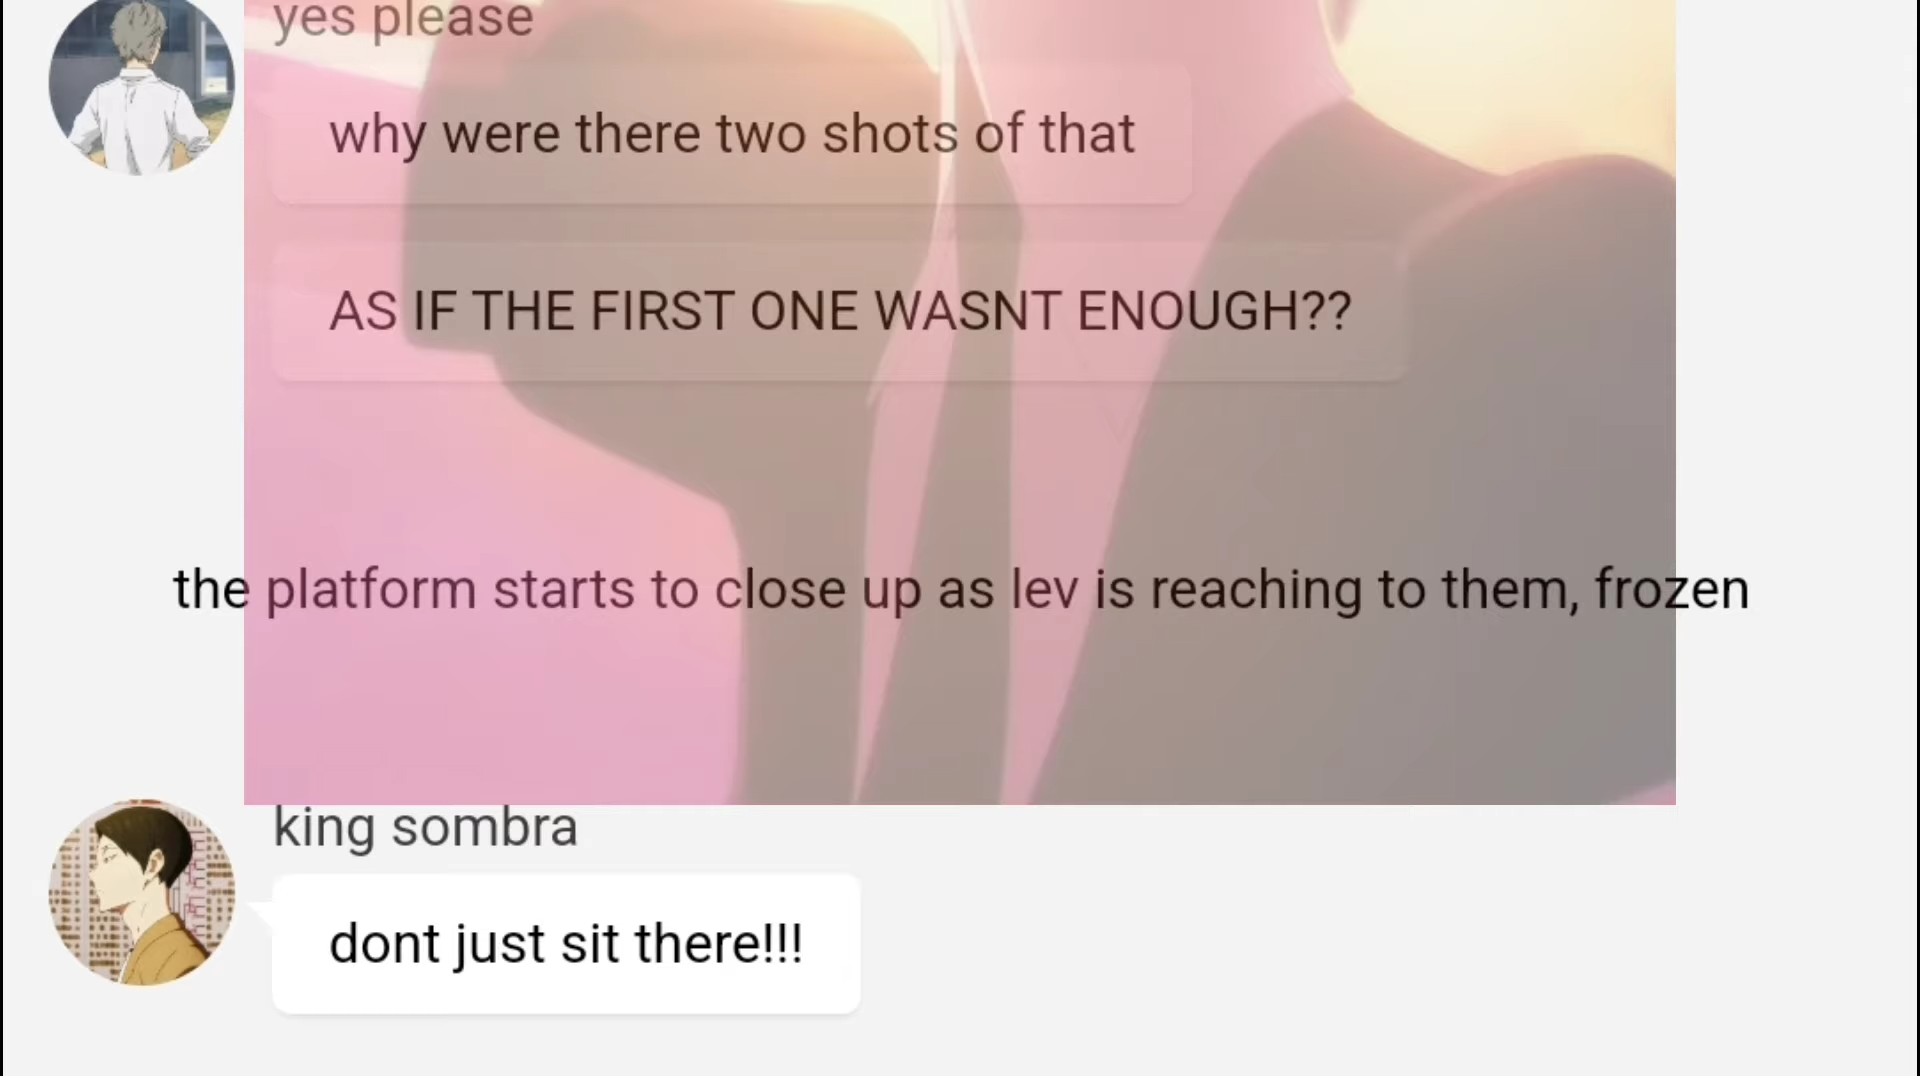 yes please
why were there two shots of that
AS IF THE FIRST ONE WASNT ENOUGH??
the platform starts to close up as lev is reaching to them, frozen
king sombra
dont just sit there!!!